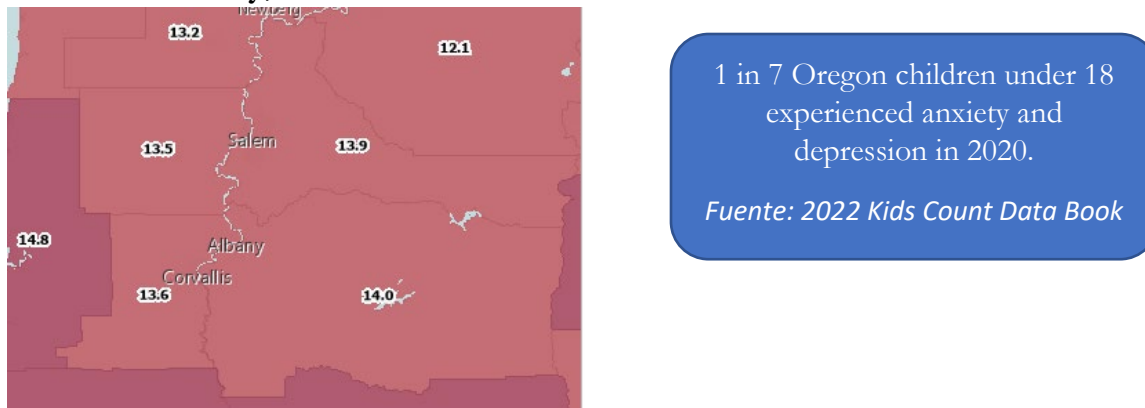 Newberg
13.2
12.1
Salem
13.5
13.9
14.8
Albany
Corvallis
13.6
14.0
1 in 7 Oregon children under 18
experienced anxiety and
depression in 2020.
Fuente: 2022 Kids Count Data Book